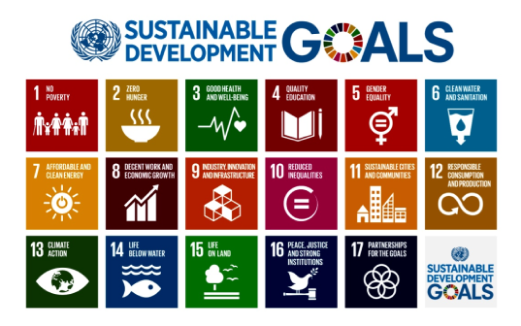 SUSTAINABLE
DEVELOPMENT
GOALS
1 NO
POVERTY
2 ZERO
HUNGER
3 GOOD HEALTH
AND WELL-BEING
4 QUALITY
EDUCATION
5 GENDER
EQUALITY
6 CLEAN WATER
AND SANITATION
7 AFFORDABLE AND
CLEAN ENERGY
8 DECENT WORK AND
ECONOMIC GROWTH
9 INDUSTRY, INNOVATION
AND INFRASTRUCTURE
10 REDUCED
INEQUALITIES
11 SUSTAINABLE CITIES
AND COMMUNITIES
12 RESPONSIBLE
CONSUMPTION
AND PRODUCTION
13 CLIMATE
ACTION
14 LIFE
BELOW WATER
15 LIFE
ON LAND
16 PEACE, JUSTICE
AND STRONG
INSTITUTIONS
17 PARTNERSHIPS
FOR THE GOALS
SUSTAINABLE
DEVELOPMENT
GOALS